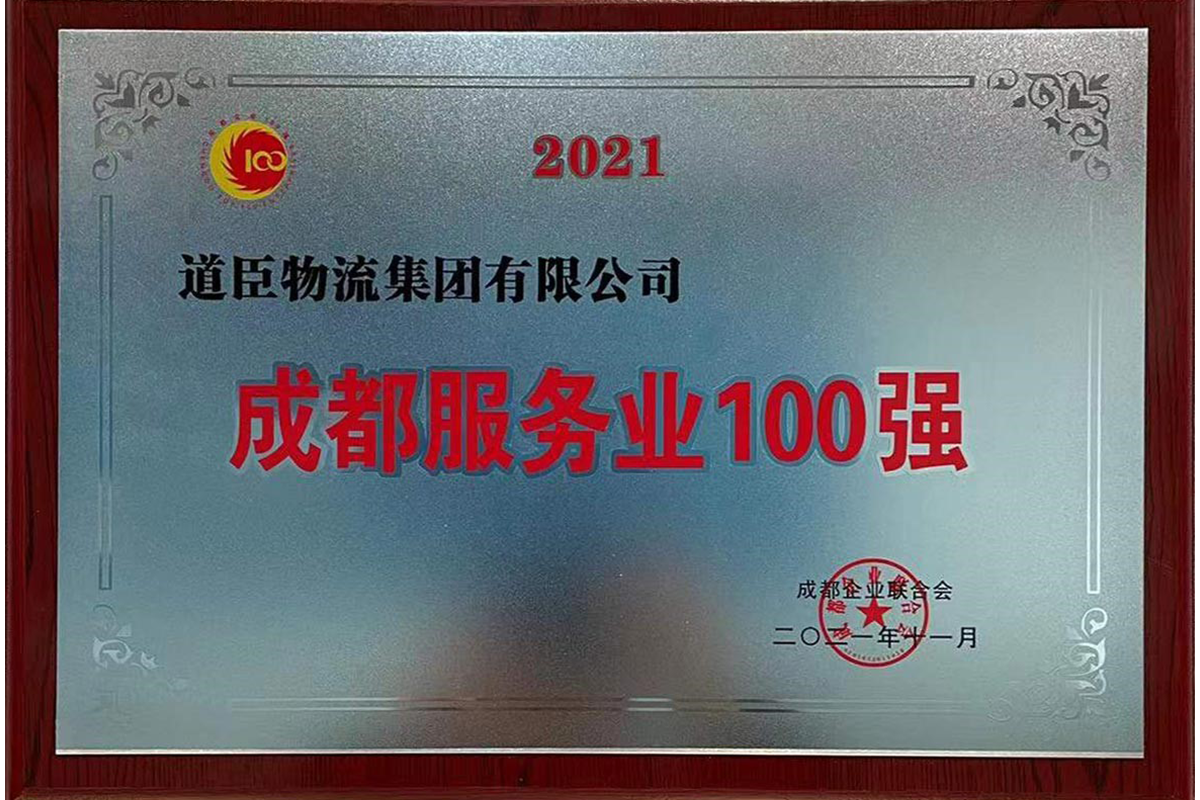 100
2021
道臣物流集团有限公司
成都服务业100强
成都企业联合会
二〇二一年十一月